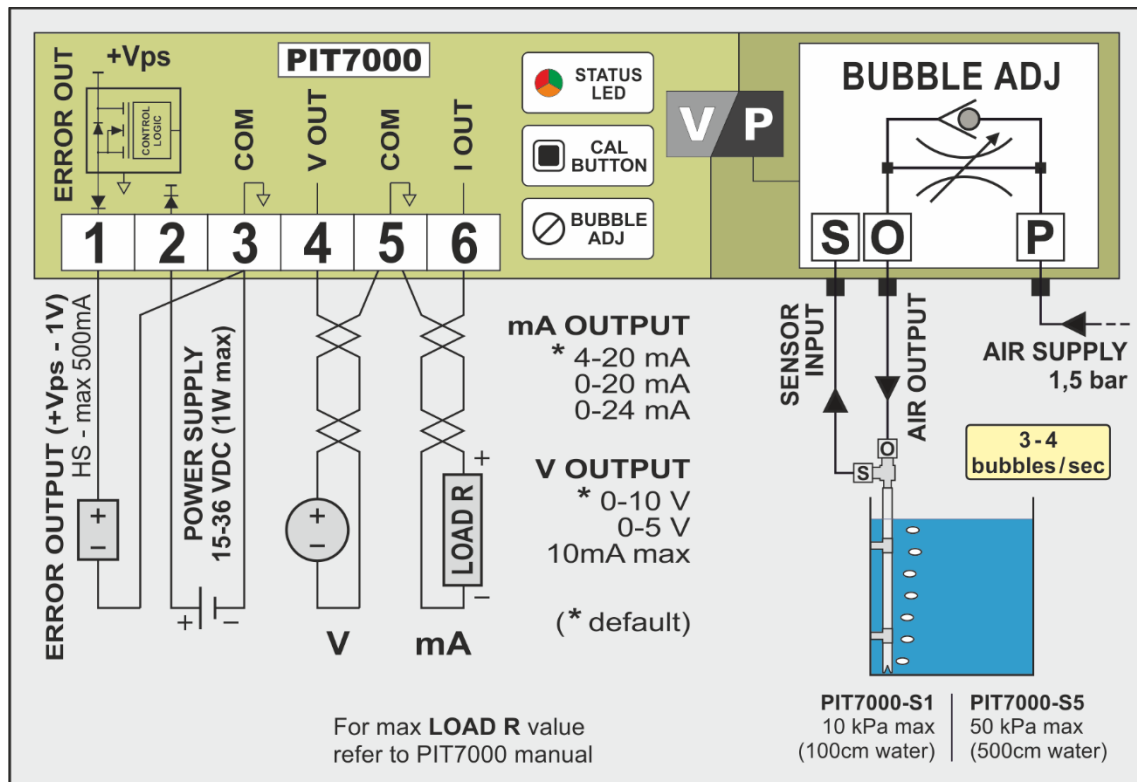 ERROR OUT
+Vps
CONTROL
LOGIC
PIT7000
COM
V OUT
COM
I OUT
1 2 3 4 5 6
STATUS
LED
CAL
BUTTON
BUBBLE
ADJ
V P
BUBBLE ADJ
S O P
ERROR OUTPUT (+Vps - 1V)
HS - max 500mA
+
−
POWER SUPPLY
15-36 VDC (1W max)
+ −
+
−
V
+
LOAD R
−
mA
mA OUTPUT
* 4-20 mA
0-20 mA
0-24 mA
V OUTPUT
* 0-10 V
0-5 V
10mA max
(* default)
For max LOAD R value
refer to PIT7000 manual
SENSOR
INPUT
AIR OUTPUT
AIR SUPPLY
1,5 bar
O
S
3 - 4
bubbles/sec
PIT7000-S1
10 kPa max
(100cm water)
PIT7000-S5
50 kPa max
(500cm water)